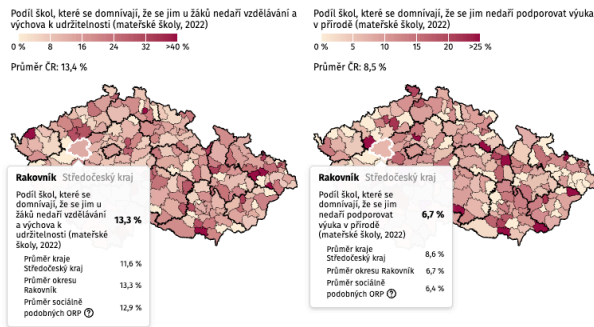 Podíl škol, které se domnívají, že se jim u žáků nedaří vzdělávání a
výchova k udržitelnosti (mateřské školy, 2022)
0 % 8 16 24 32 >40 %
Průměr ČR: 13,4 %
Rakovník Středočeský kraj
Podíl škol, které se
domnívají, že se jim u
žáků nedaří vzdělávání
a výchova k
udržitelnosti (mateřské
školy, 2022)
13,3 %
Průměr kraje
Středočeský kraj
11,6 %
Průměr okresu
Rakovník
13,3 %
Průměr sociálně
podobných ORP ?
12,9 %
Podíl škol, které se domnívají, že se jim nedaří podporovat výuka
v přírodě (mateřské školy, 2022)
0 % 5 10 15 20 >25 %
Průměr ČR: 8,5 %
Rakovník Středočeský kraj
Podíl škol, které se
domnívají, že se jim
nedaří podporovat
výuka v přírodě
(mateřské školy, 2022)
6,7 %
Průměr kraje
Středočeský kraj
8,6 %
Průměr okresu Rakovník
6,7 %
Průměr sociálně
podobných ORP ?
6,4 %